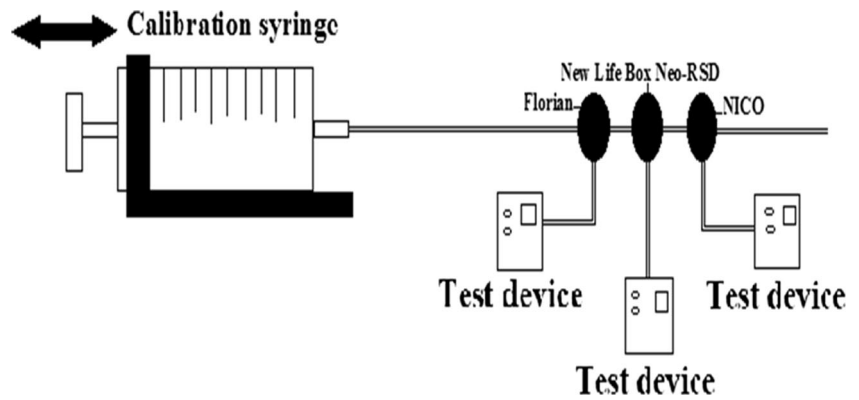 Calibration syringe
New Life Box Neo-RSD
Florian
NICO
Test device
Test device
Test device